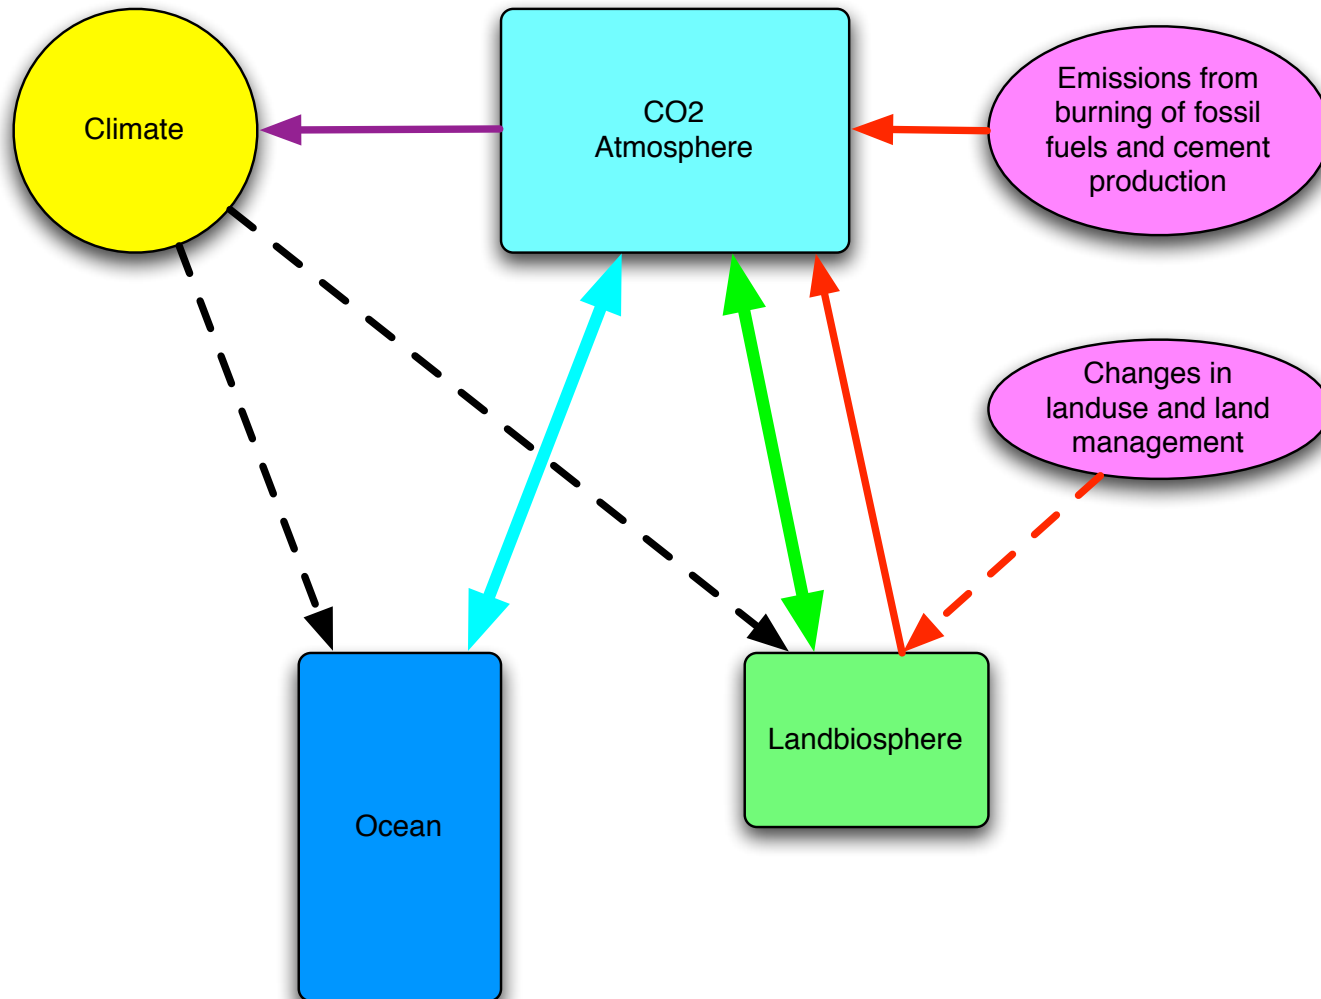 Climate
CO2
Atmosphere
Emissions from
burning of fossil
fuels and cement
production
Changes in
landuse and land
management
Landbiosphere
Ocean